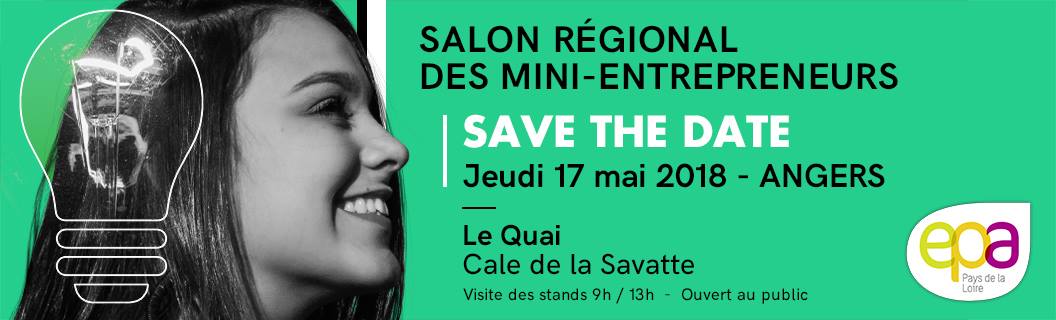 SALON RÉGIONAL
DES MINI-ENTREPRENEURS
SAVE THE DATE
Jeudi 17 mai 2018 - ANGERS
Le Quai
Cale de la Savatte
Visite des stands 9h / 13h - Ouvert au public
epa
Pays de la
Loire